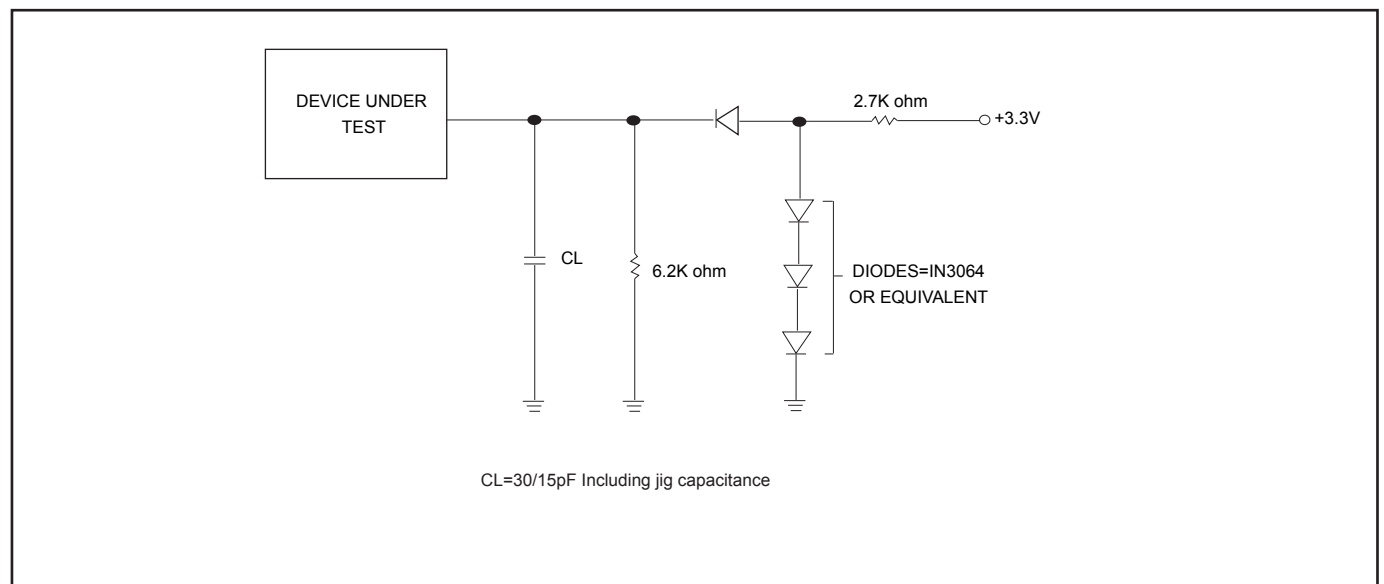 DEVICE UNDER
TEST
2.7K ohm
+3.3V
CL
6.2K ohm
DIODES=IN3064
OR EQUIVALENT
CL=30/15pF Including jig capacitance